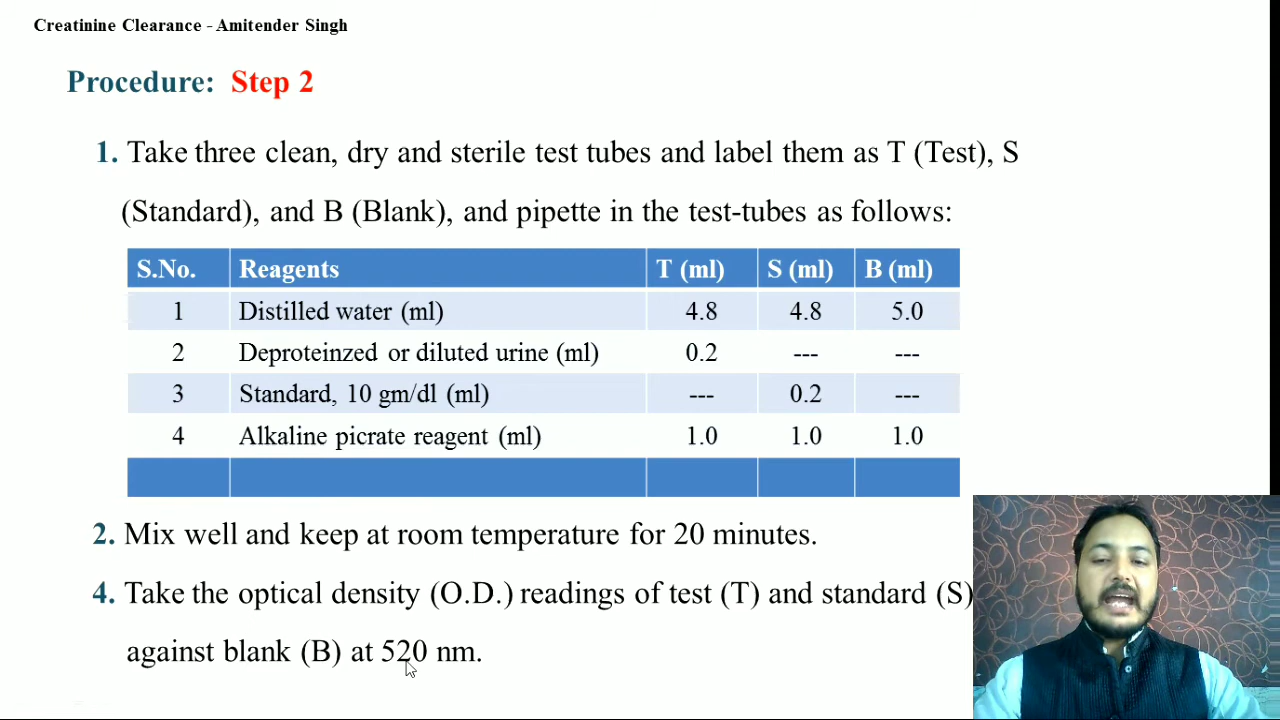 Creatinine Clearance - Amitender Singh
Procedure: Step 2
1. Take three clean, dry and sterile test tubes and label them as T (Test), S
(Standard), and B (Blank), and pipette in the test-tubes as follows:
S.No. Reagents T (ml) S (ml) B (ml)
1 Distilled water (ml) 4.8 4.8 5.0
2 Deproteinzed or diluted urine (ml) 0.2 --- ---
3 Standard, 10 gm/dl (ml) --- 0.2 ---
4 Alkaline picrate reagent (ml) 1.0 1.0 1.0
2. Mix well and keep at room temperature for 20 minutes.
4. Take the optical density (O.D.) readings of test (T) and standard (S)
against blank (B) at 520 nm.